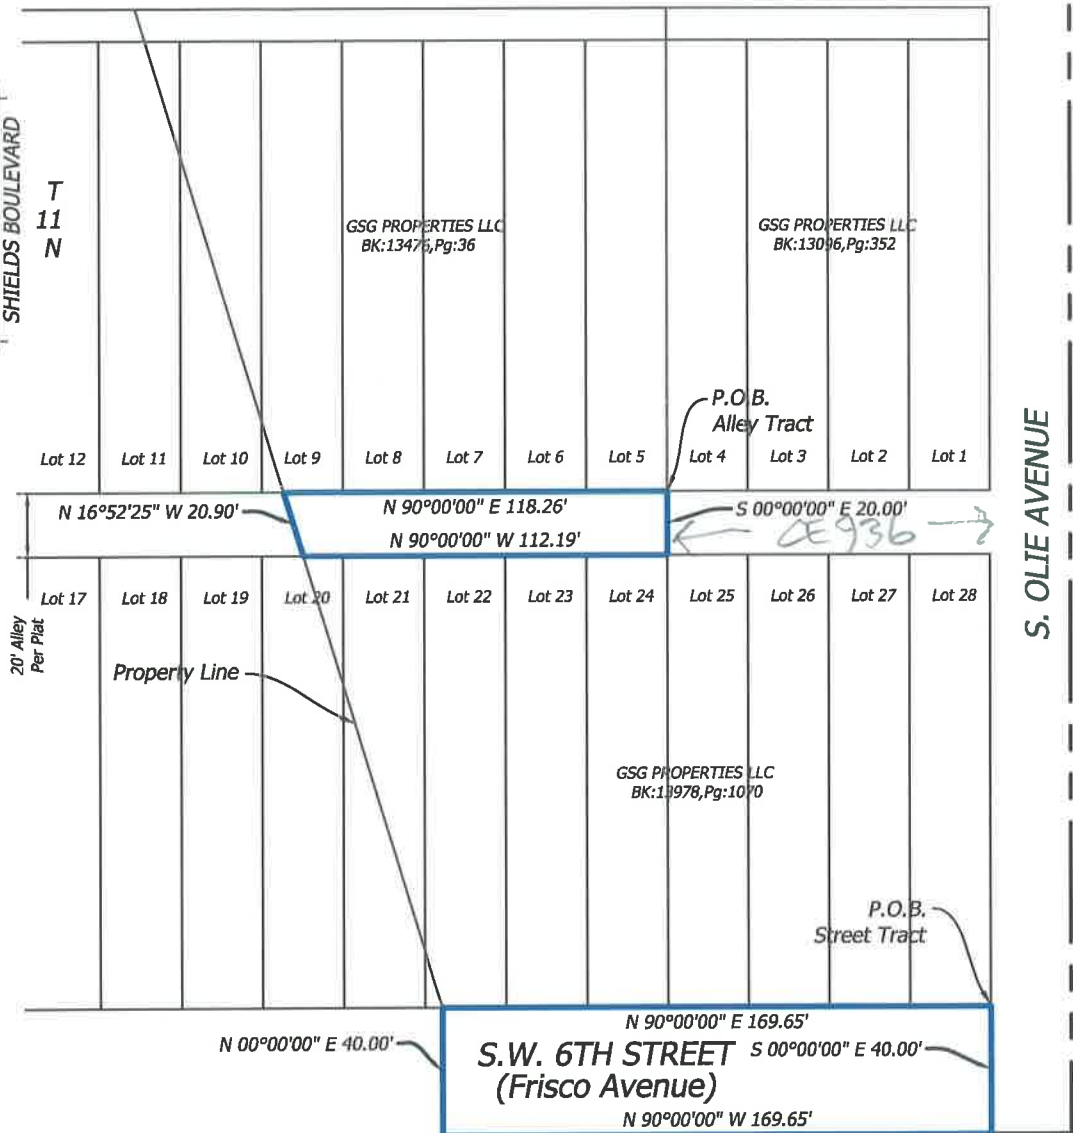 SHIELDS BOULEVARD
T
11
N
GSG PROPERTIES LLC
BK:13476,Pg:36
GSG PROPERTIES LLC
BK:13096,Pg:352
P.O.B.
Alley Tract
Lot 12 Lot 11 Lot 10 Lot 9 Lot 8 Lot 7 Lot 6 Lot 5 Lot 4 Lot 3 Lot 2 Lot 1
N 16°52'25" W 20.90'
N 90°00'00" E 118.26'
S 00°00'00" E 20.00'
N 90°00'00" W 112.19'
CE936
S. OLIE AVENUE
20' Alley
Per Plat
Lot 17 Lot 18 Lot 19 Lot 20 Lot 21 Lot 22 Lot 23 Lot 24 Lot 25 Lot 26 Lot 27 Lot 28
Property Line
GSG PROPERTIES LLC
BK:13978,Pg:1070
P.O.B.
Street Tract
N 90°00'00" E 169.65'
N 00°00'00" E 40.00'
S.W. 6TH STREET
S 00°00'00" E 40.00'
(Frisco Avenue)
N 90°00'00" W 169.65'